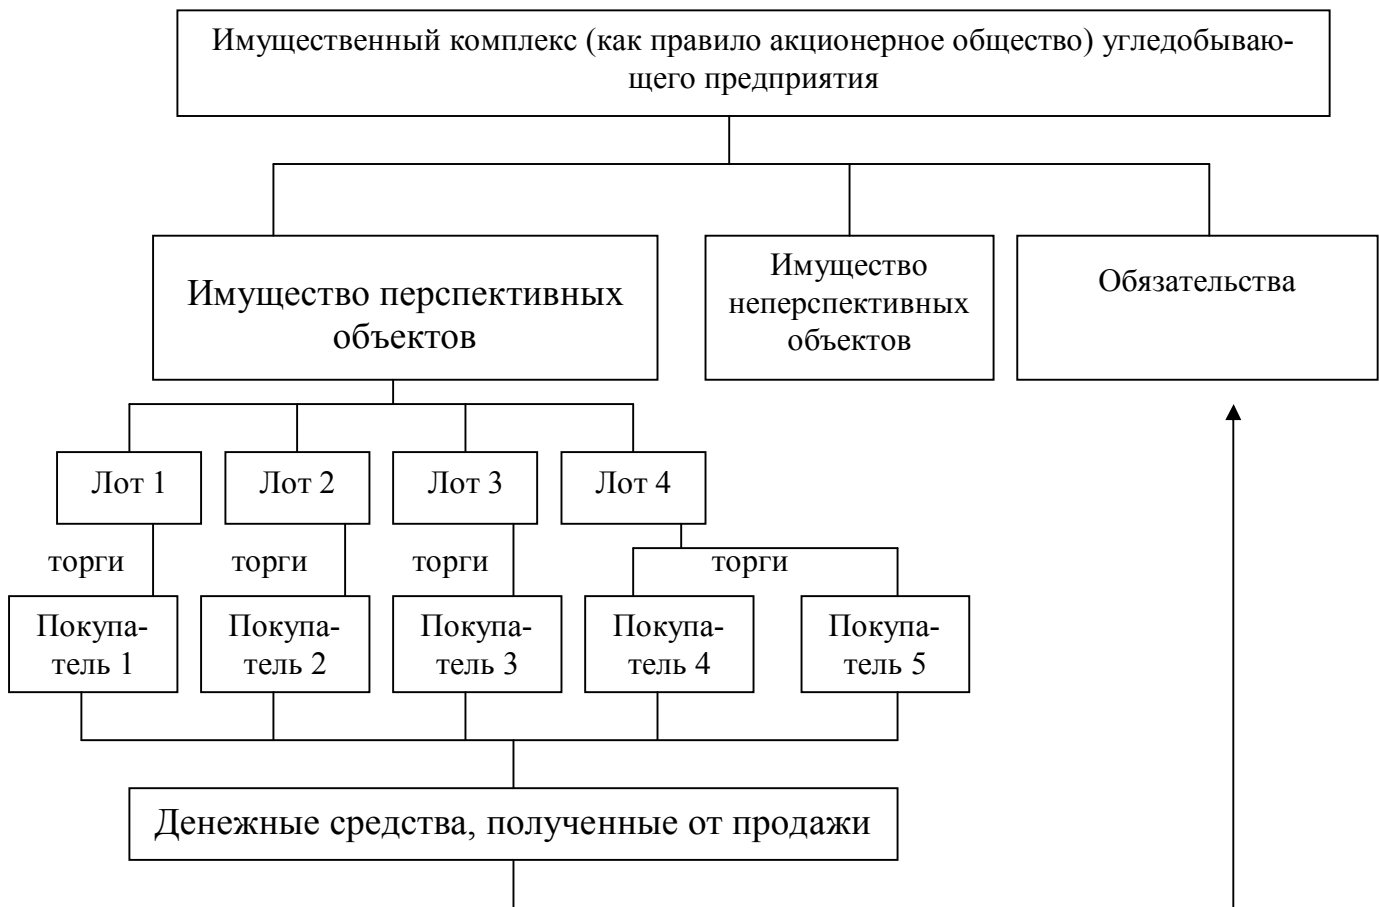 Имущественный комплекс (как правило акционерное общество) угледобываю-
щего предприятия
Имущество перспективных
объектов
Имущество
неперспективных
объектов
Обязательства
Лот 1
Лот 2
Лот 3
Лот 4
торги
торги
торги
торги
Покупа-
тель 1
Покупа-
тель 2
Покупа-
тель 3
Покупа-
тель 4
Покупа-
тель 5
Денежные средства, полученные от продажи